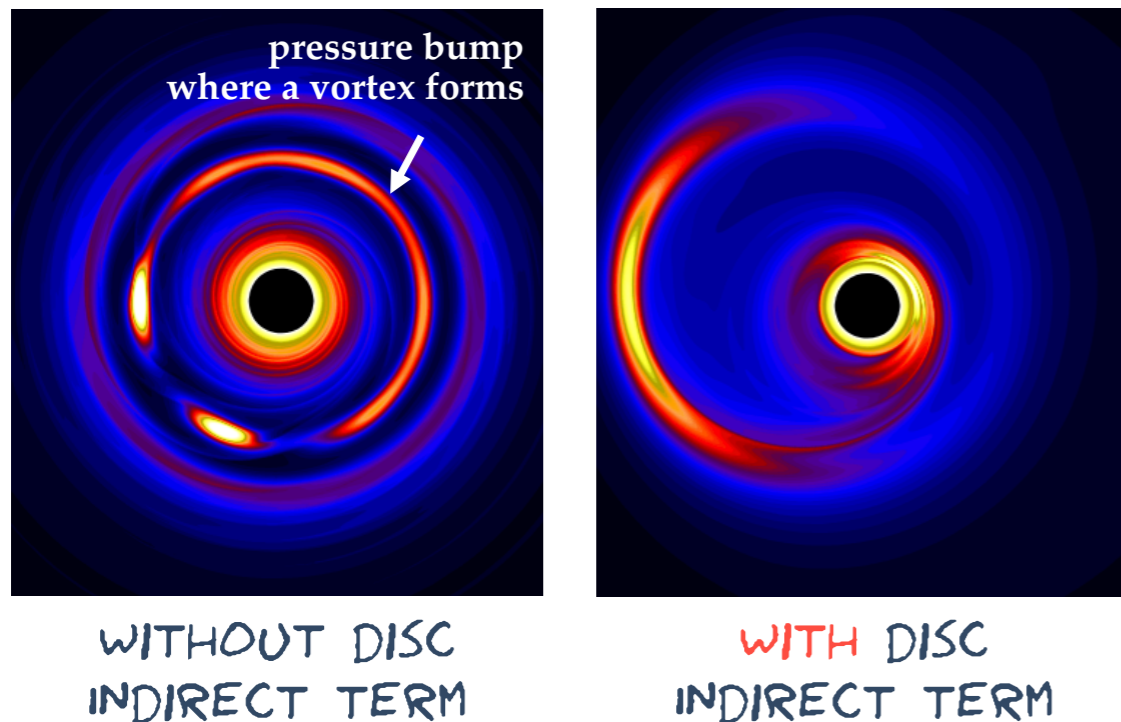 pressure bump
where a vortex forms
WITHOUT DISC
INDIRECT TERM
WITH DISC
INDIRECT TERM